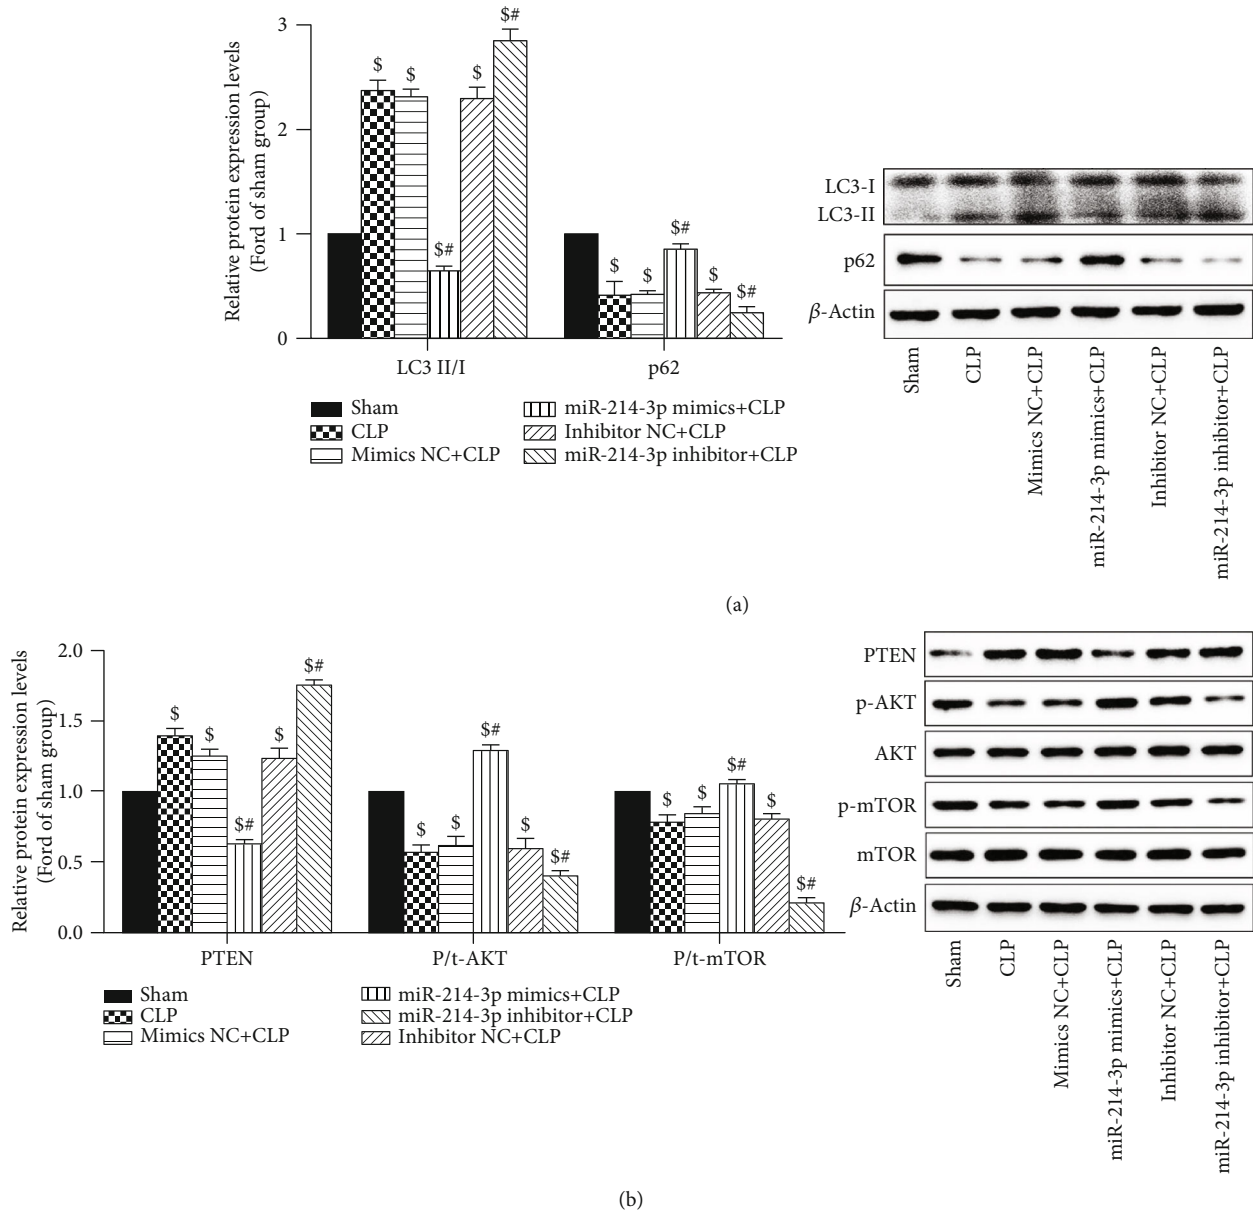 Relative protein expression levels
(Ford of sham group)
3
2
1
0
$
$
$#
$
$#
$
$
$#
$
$#
LC3 II/I
p62
Sham
CLP
Mimics NC+CLP
miR-214-3p mimics+CLP
Inhibitor NC+CLP
miR-214-3p inhibitor+CLP
LC3-I
LC3-II
p62
β-Actin
Sham
CLP
Mimics NC+CLP
miR-214-3p mimics+CLP
Inhibitor NC+CLP
miR-214-3p inhibitor+CLP
(a)
Relative protein expression levels
(Ford of sham group)
2.0
1.5
1.0
0.5
0.0
$
$
$#
$
$#
$
$
$#
$
$#
$
$
$#
$
$#
PTEN
P/t-AKT
P/t-mTOR
Sham
CLP
Mimics NC+CLP
miR-214-3p mimics+CLP
miR-214-3p inhibitor+CLP
Inhibitor NC+CLP
PTEN
p-AKT
AKT
p-mTOR
mTOR
β-Actin
Sham
CLP
Mimics NC+CLP
miR-214-3p mimics+CLP
Inhibitor NC+CLP
miR-214-3p inhibitor+CLP
(b)